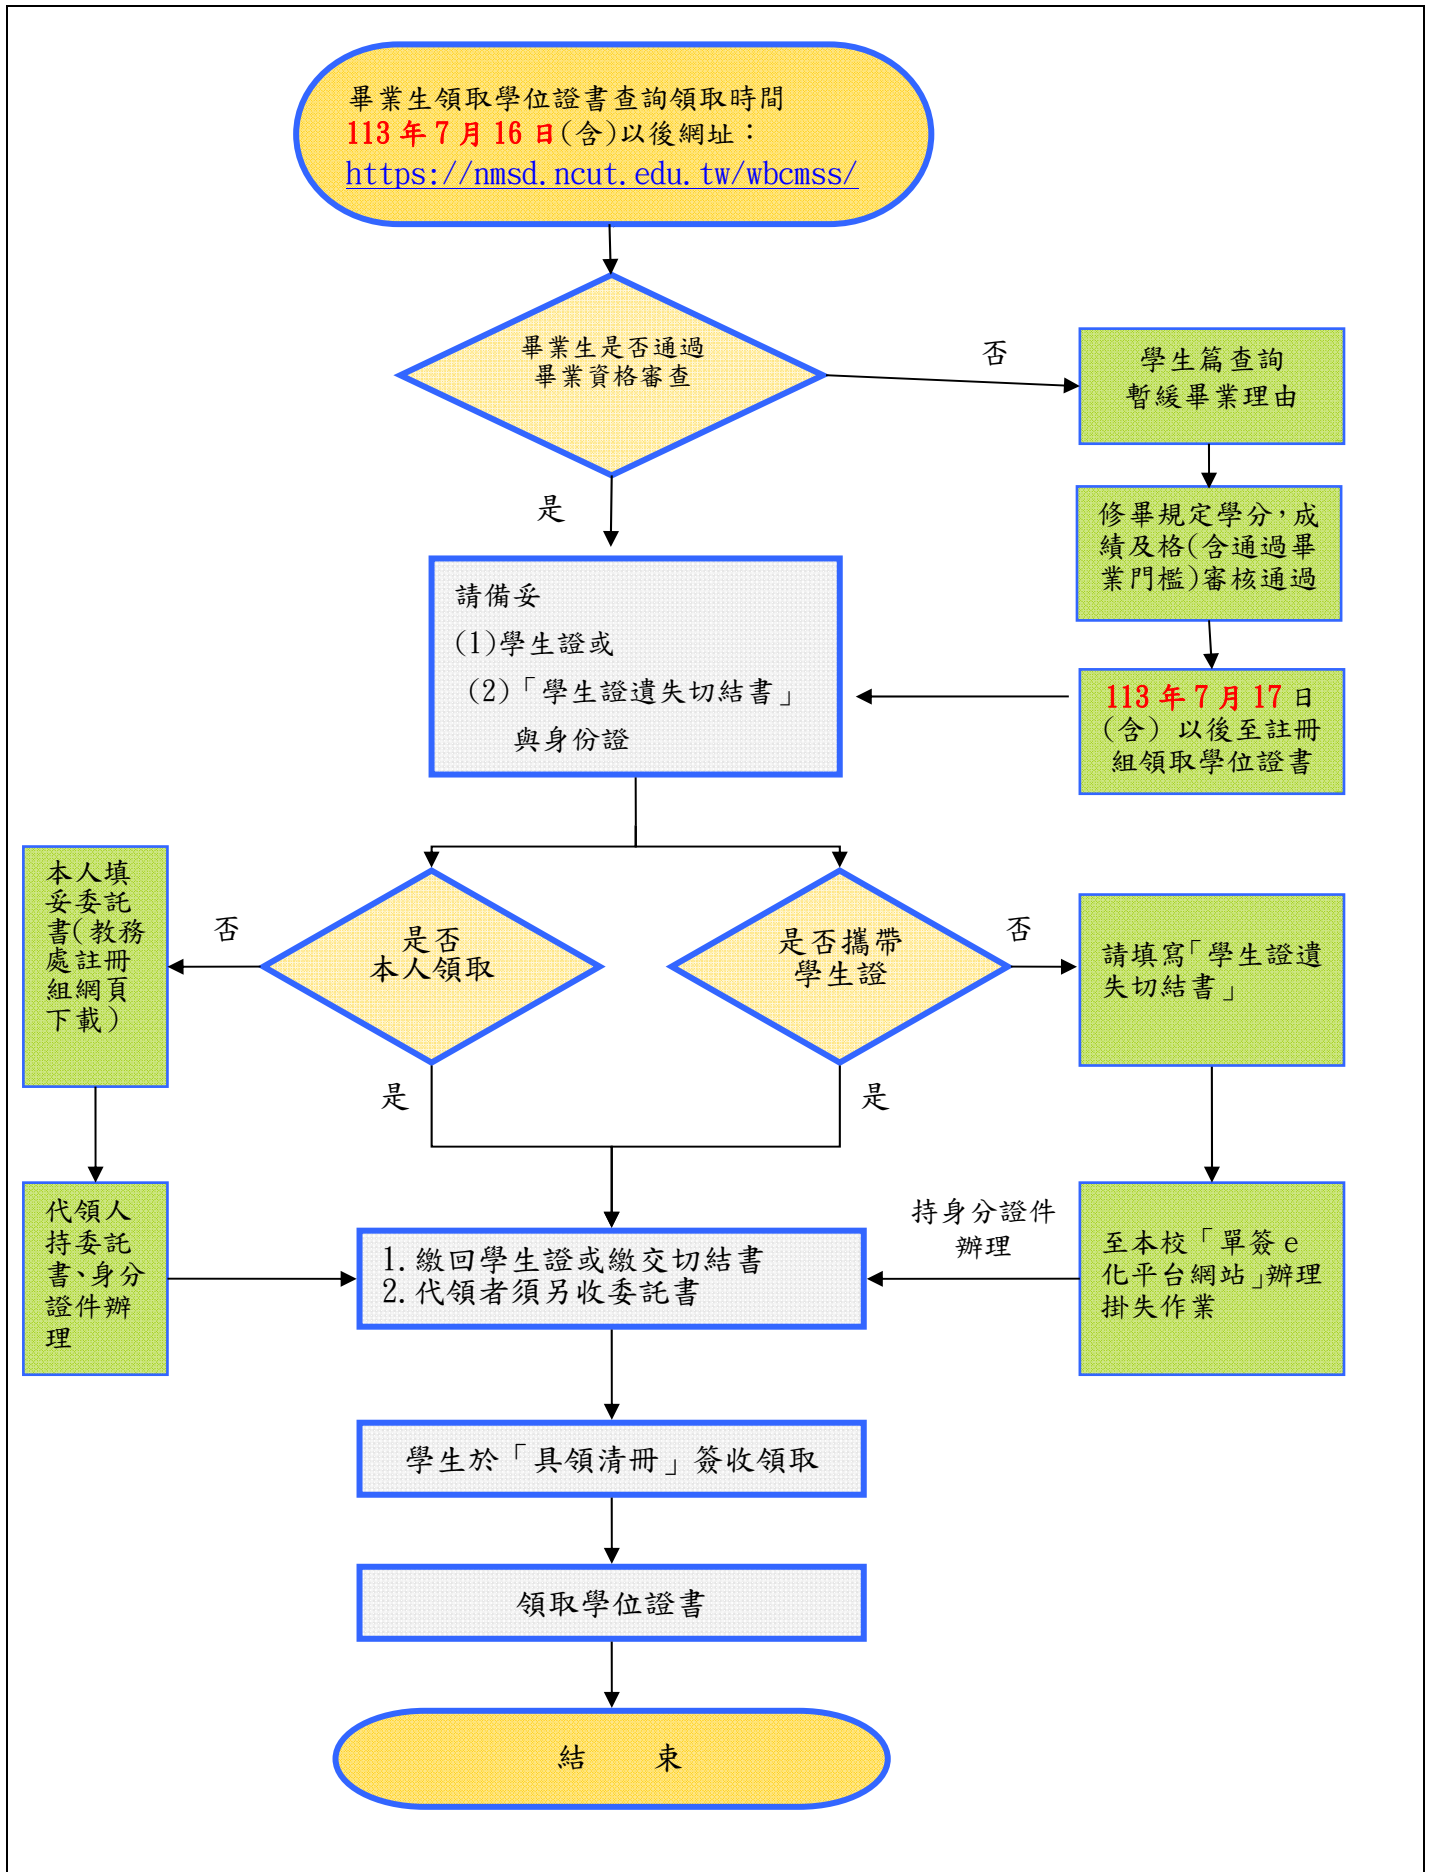 畢業生領取學位證書查詢領取時間
113 年 7 月 16 日(含)以後網址：
https://nmsd.ncut.edu.tw/wbcmss/
畢業生是否通過
畢業資格審查
否
學生篇查詢
暫緩畢業理由
是
修畢規定學分，成
績及格(含通過畢
業門檻)審核通過
請備妥
(1)學生證或
(2)「學生證遺失切結書」
與身份證
113 年 7 月 17 日
(含) 以後至註冊
組領取學位證書
本人填
妥委託
書(教務
處註冊
組網頁
下載)
否
是否
本人領取
是否攜帶
學生證
否
請填寫「學生證遺
失切結書」
是
是
代領人
持委託
書、身分
證件辦
理
1.繳回學生證或繳交切結書
2.代領者須另收委託書
持身分證件
辦理
至本校「單簽 e
化平台網站」辦理
掛失作業
學生於「具領清冊」簽收領取
領取學位證書
結 束